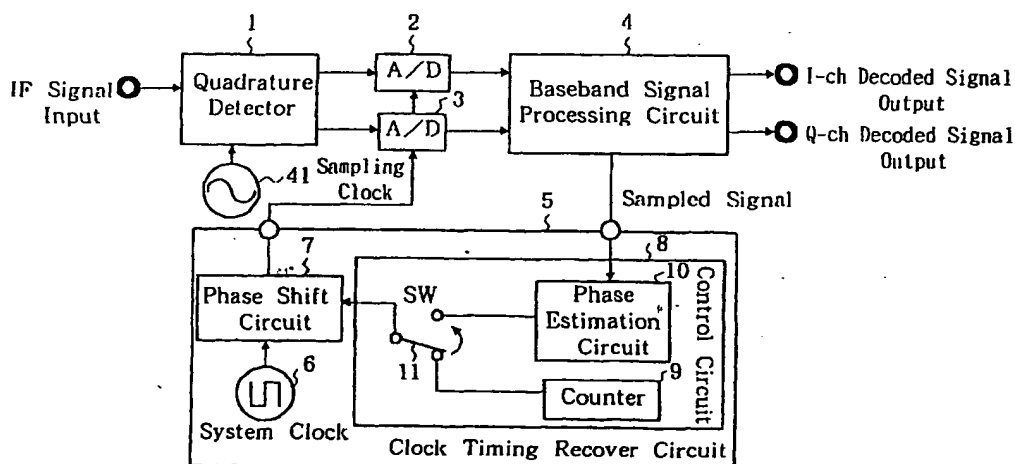 1
2
4
IF Signal
Input
Quadrature
Detector
A/D
3
A/D
Baseband Signal
Processing Circuit
I-ch Decoded Signal
Output
Q-ch Decoded Signal
Output
41
Sampling
Clock
Sampled Signal
5
7
8
Phase Shift
Circuit
SW
10
Phase
Estimation
Circuit
Control Circuit
11
6
9
Counter
System Clock
Clock Timing Recover Circuit